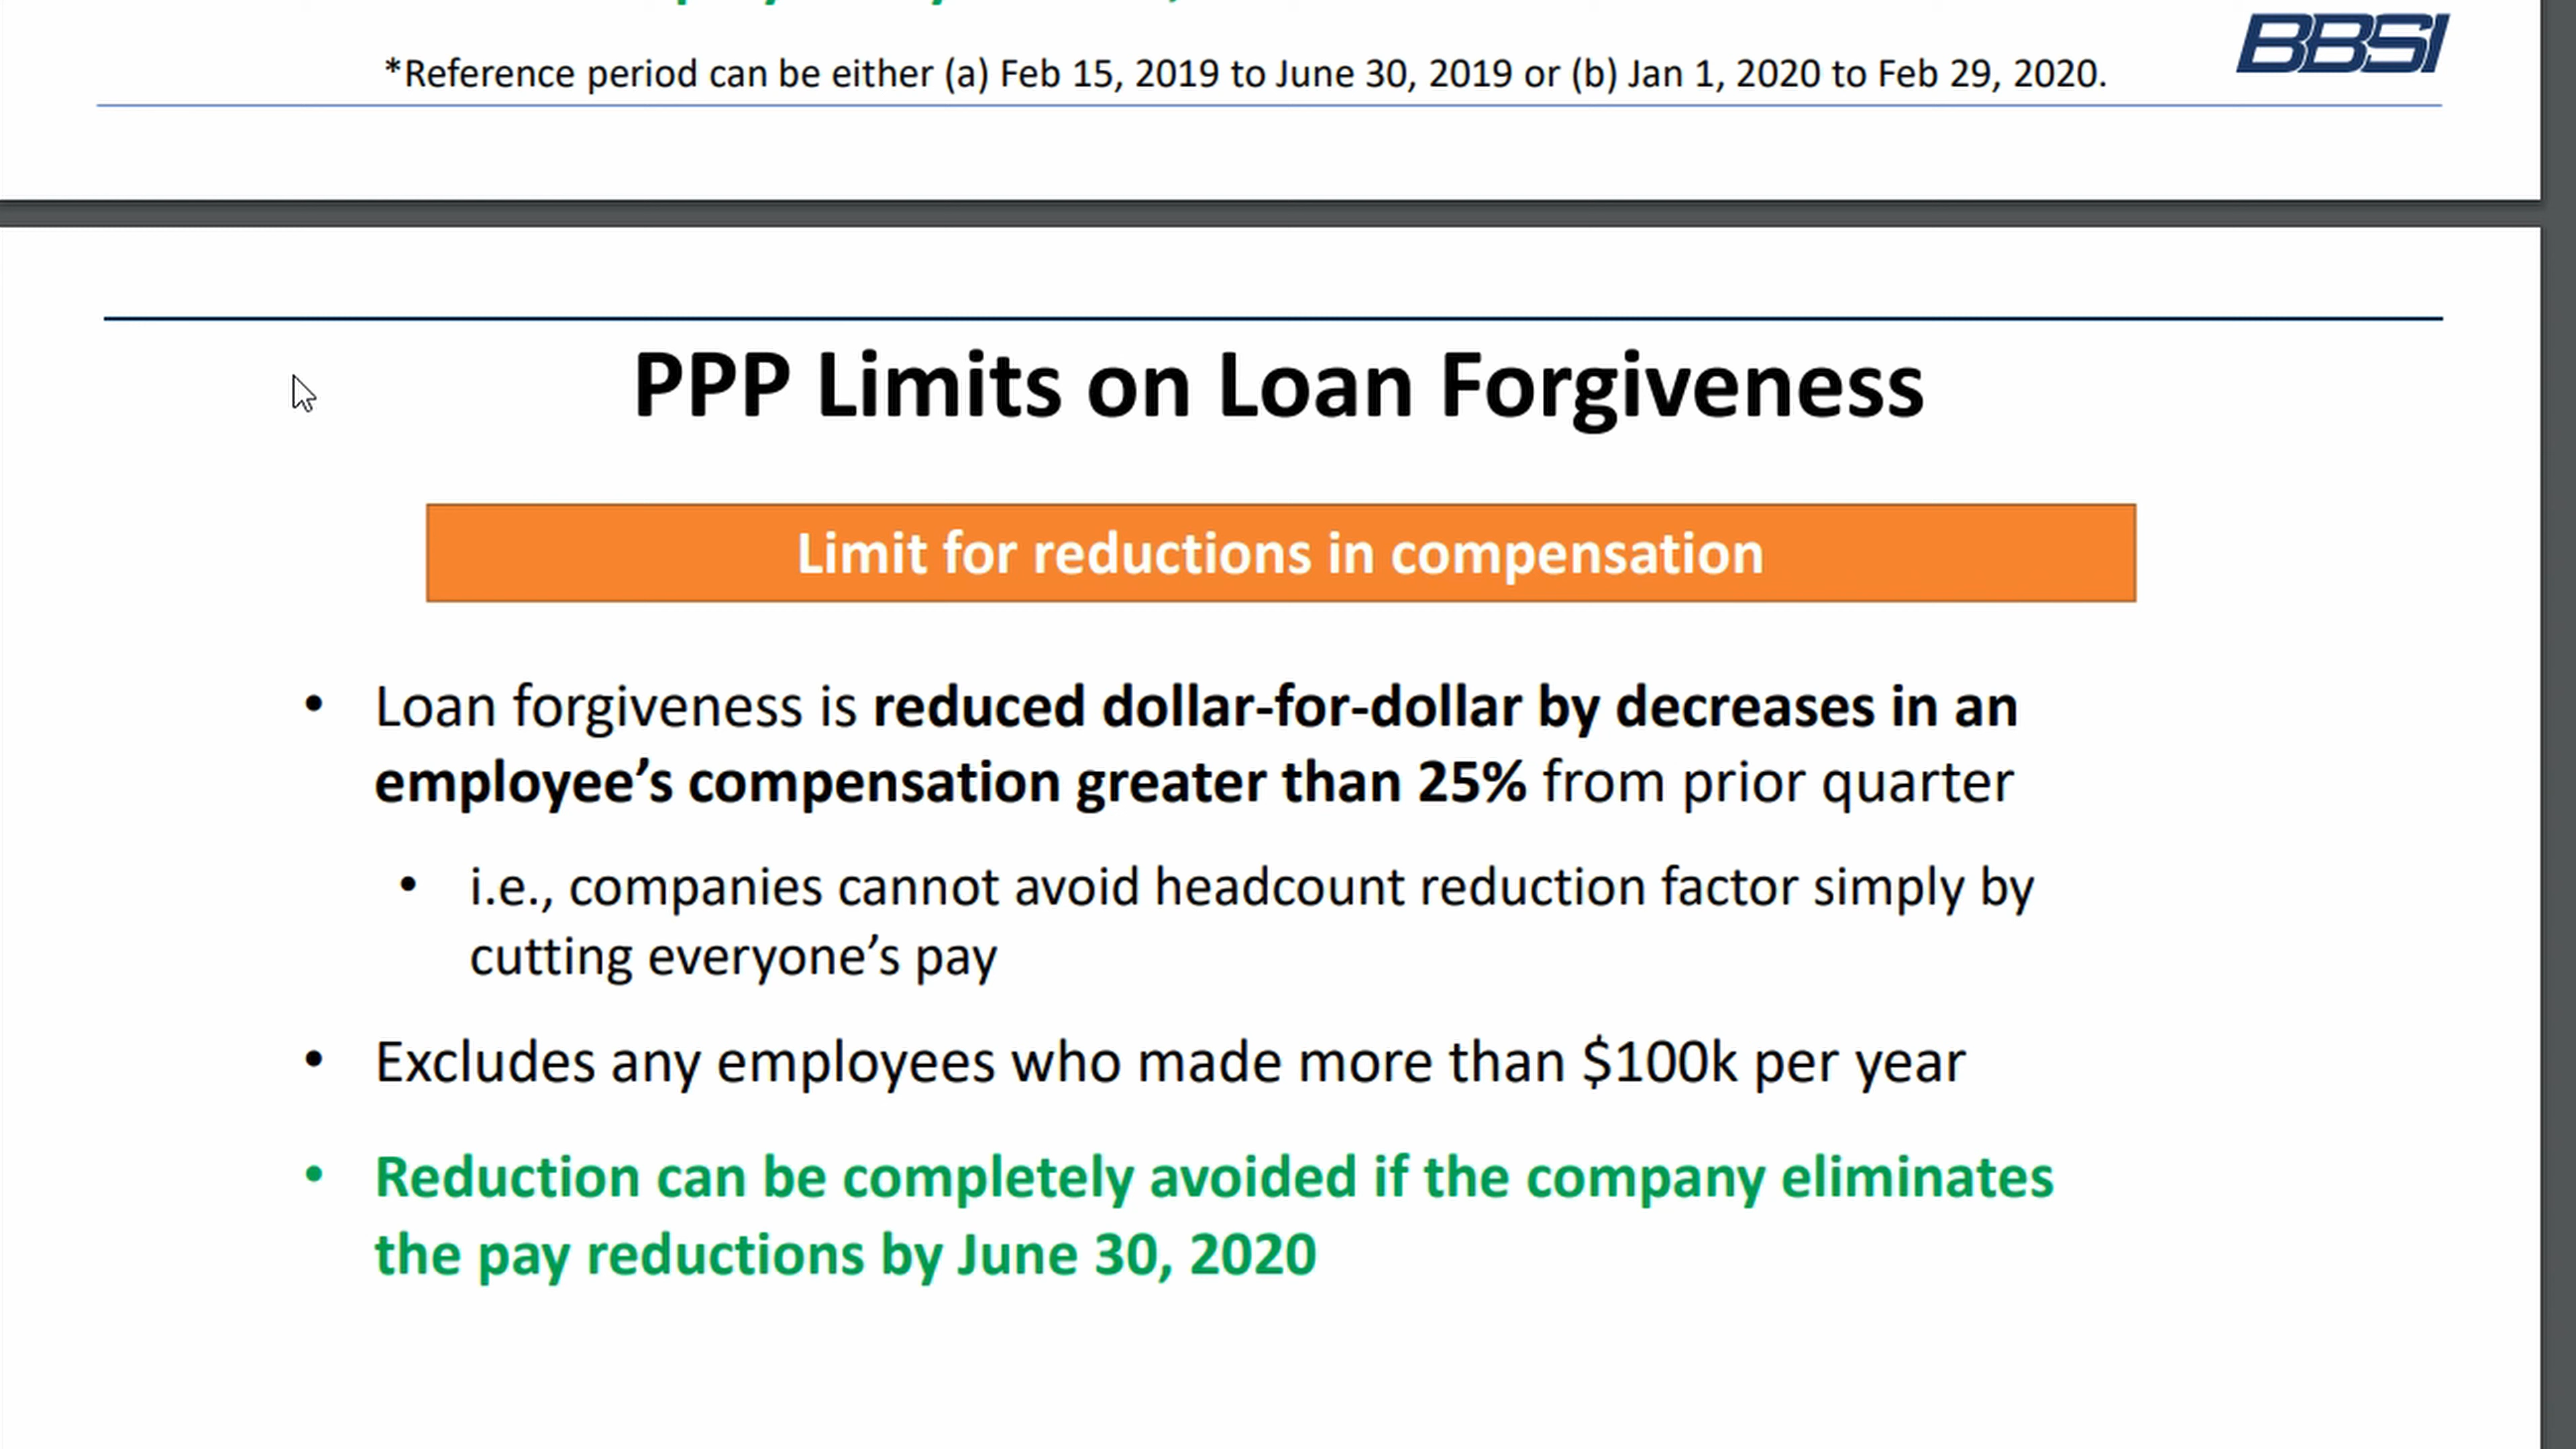 BBSI
*Reference period can be either (a) Feb 15, 2019 to June 30, 2019 or (b) Jan 1, 2020 to Feb 29, 2020.
PPP Limits on Loan Forgiveness
Limit for reductions in compensation
• Loan forgiveness is reduced dollar-for-dollar by decreases in an
employee’s compensation greater than 25% from prior quarter
• i.e., companies cannot avoid headcount reduction factor simply by
cutting everyone’s pay
• Excludes any employees who made more than $100k per year
• Reduction can be completely avoided if the company eliminates
the pay reductions by June 30, 2020